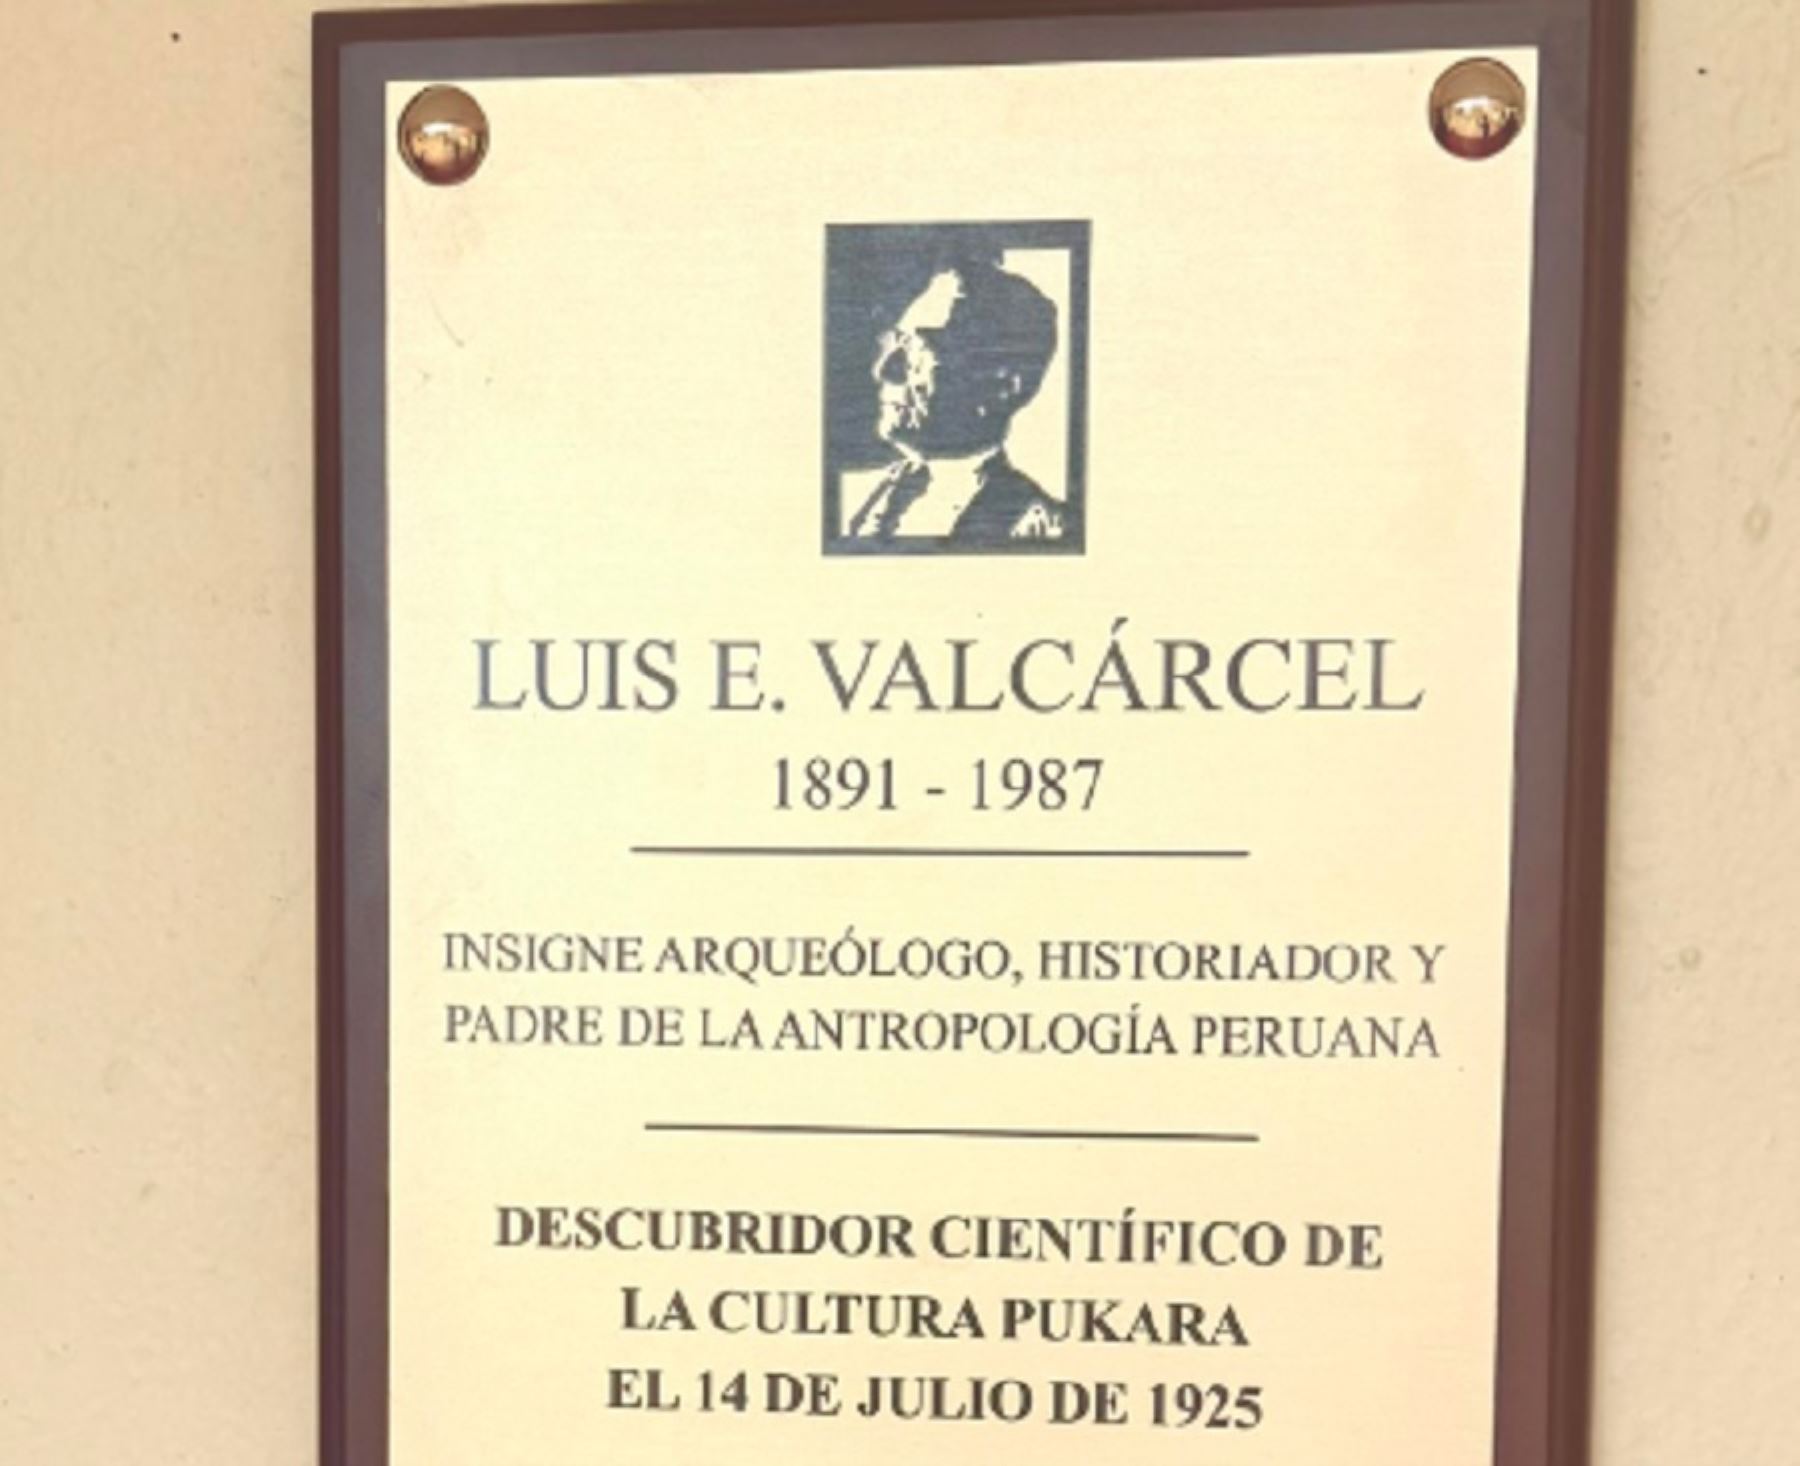 LUIS E. VALCÁRCEL
1891 - 1987
INSIGNE ARQUEÓLOGO, HISTORIADOR Y
PADRE DE LA ANTROPOLOGÍA PERUANA
DESCUBRIDOR CIENTÍFICO DE
LA CULTURA PUKARA
EL 14 DE JULIO DE 1925